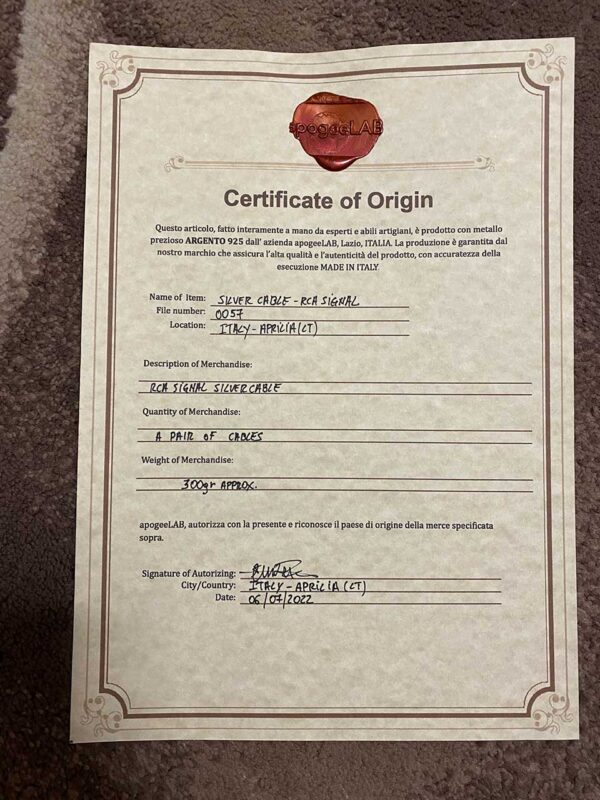 apogeeLAB
Certificate of Origin
Questo articolo, fatto interamente a mano da esperti e abili artigiani, è prodotto con metallo
prezioso ARGENTO 925 dall' azienda apogeeLAB, Lazio, ITALIA. La produzione è garantita dal
nostro marchio che assicura l'alta qualità e l'autenticità del prodotto, con accuratezza della
esecuzione MADE IN ITALY.
Name of Item: SILVER CABLE - RCA SIGNAL
File number: 0057
Location: ITALY - APRILIA (LT)
Description of Merchandise:
RCA SIGNAL SILVER CABLE
Quantity of Merchandise:
A PAIR OF CABLES
Weight of Merchandise:
300gr APPROX.
apogeeLAB, autorizza con la presente e riconosce il paese di origine della merce specificata
sopra.
Signature of Autorizing:
City/Country: ITALY - APRILIA (LT)
Date: 06/07/2022